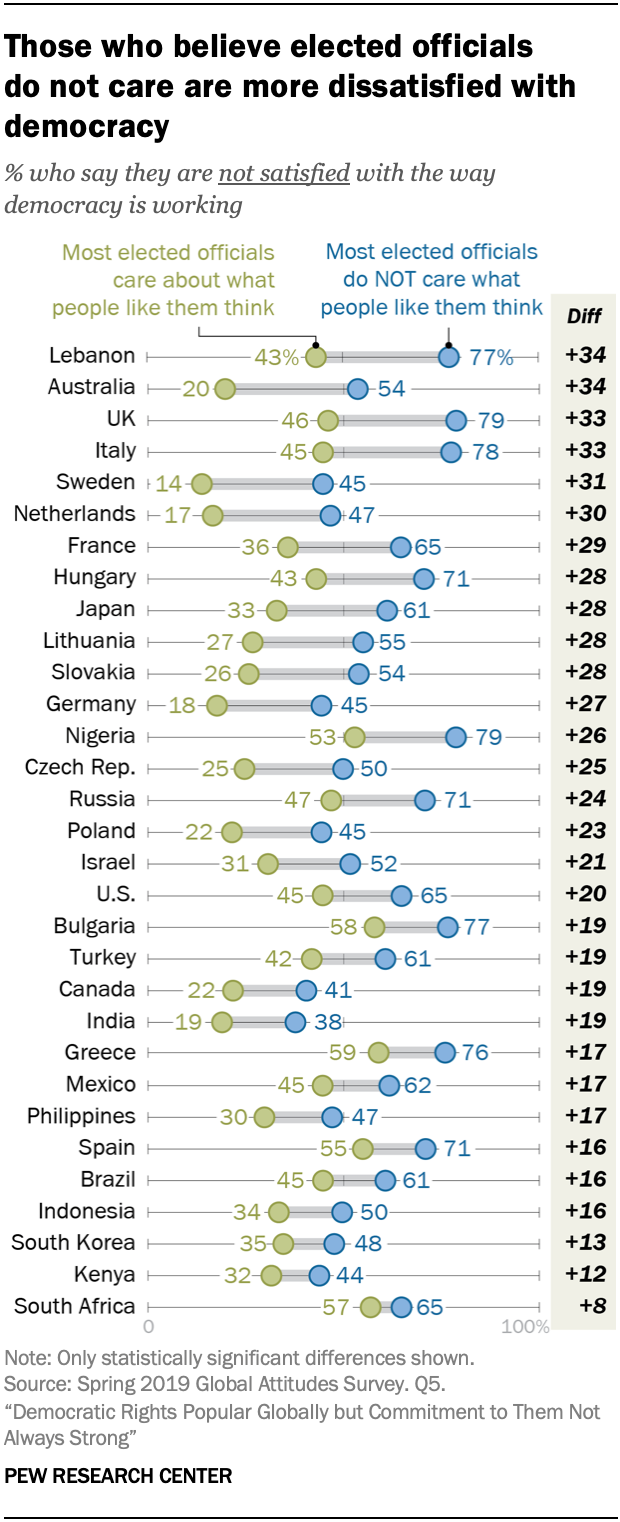 Those who believe elected officials
do not care are more dissatisfied with
democracy
% who say they are not satisfied with the way
democracy is working
Most elected officials
care about what
people like them think
Most elected officials
do NOT care what
people like them think
Diff
Lebanon 43% 77% +34
Australia 20 54 +34
UK 46 79 +33
Italy 45 78 +33
Sweden 14 45 +31
Netherlands 17 47 +30
France 36 65 +29
Hungary 43 71 +28
Japan 33 61 +28
Lithuania 27 55 +28
Slovakia 26 54 +28
Germany 18 45 +27
Nigeria 53 79 +26
Czech Rep. 25 50 +25
Russia 47 71 +24
Poland 22 45 +23
Israel 31 52 +21
U.S. 45 65 +20
Bulgaria 58 77 +19
Turkey 42 61 +19
Canada 22 41 +19
India 19 38 +19
Greece 59 76 +17
Mexico 45 62 +17
Philippines 30 47 +17
Spain 55 71 +16
Brazil 45 61 +16
Indonesia 34 50 +16
South Korea 35 48 +13
Kenya 32 44 +12
South Africa 57 65 +8
0 100%
Note: Only statistically significant differences shown.
Source: Spring 2019 Global Attitudes Survey. Q5.
“Democratic Rights Popular Globally but Commitment to Them Not
Always Strong”
PEW RESEARCH CENTER